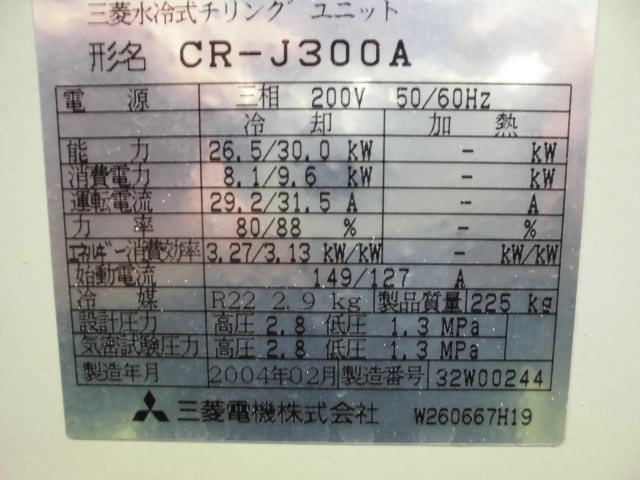 三菱水冷式チリングユニット
形名 CR-J300A
電源 三相 200V 50/60Hz
冷却 加熱
能力 26.5/30.0 kW - kW
消費電力 8.1/9.6 kW - kW
運転電流 29.2/31.5 A - A
力率 80/88 % - %
エネルギー消費効率 3.27/3.13 kW/kW - kW/kW
始動電流 149/127 A
冷媒 R22 2.9 kg 製品質量 225 kg
設計圧力 高圧 2.8 低圧 1.3 MPa
気密試験圧力 高圧 2.8 低圧 1.3 MPa
製造年月 2004年02月 製造番号 32W00244
三菱電機株式会社 W260667H19